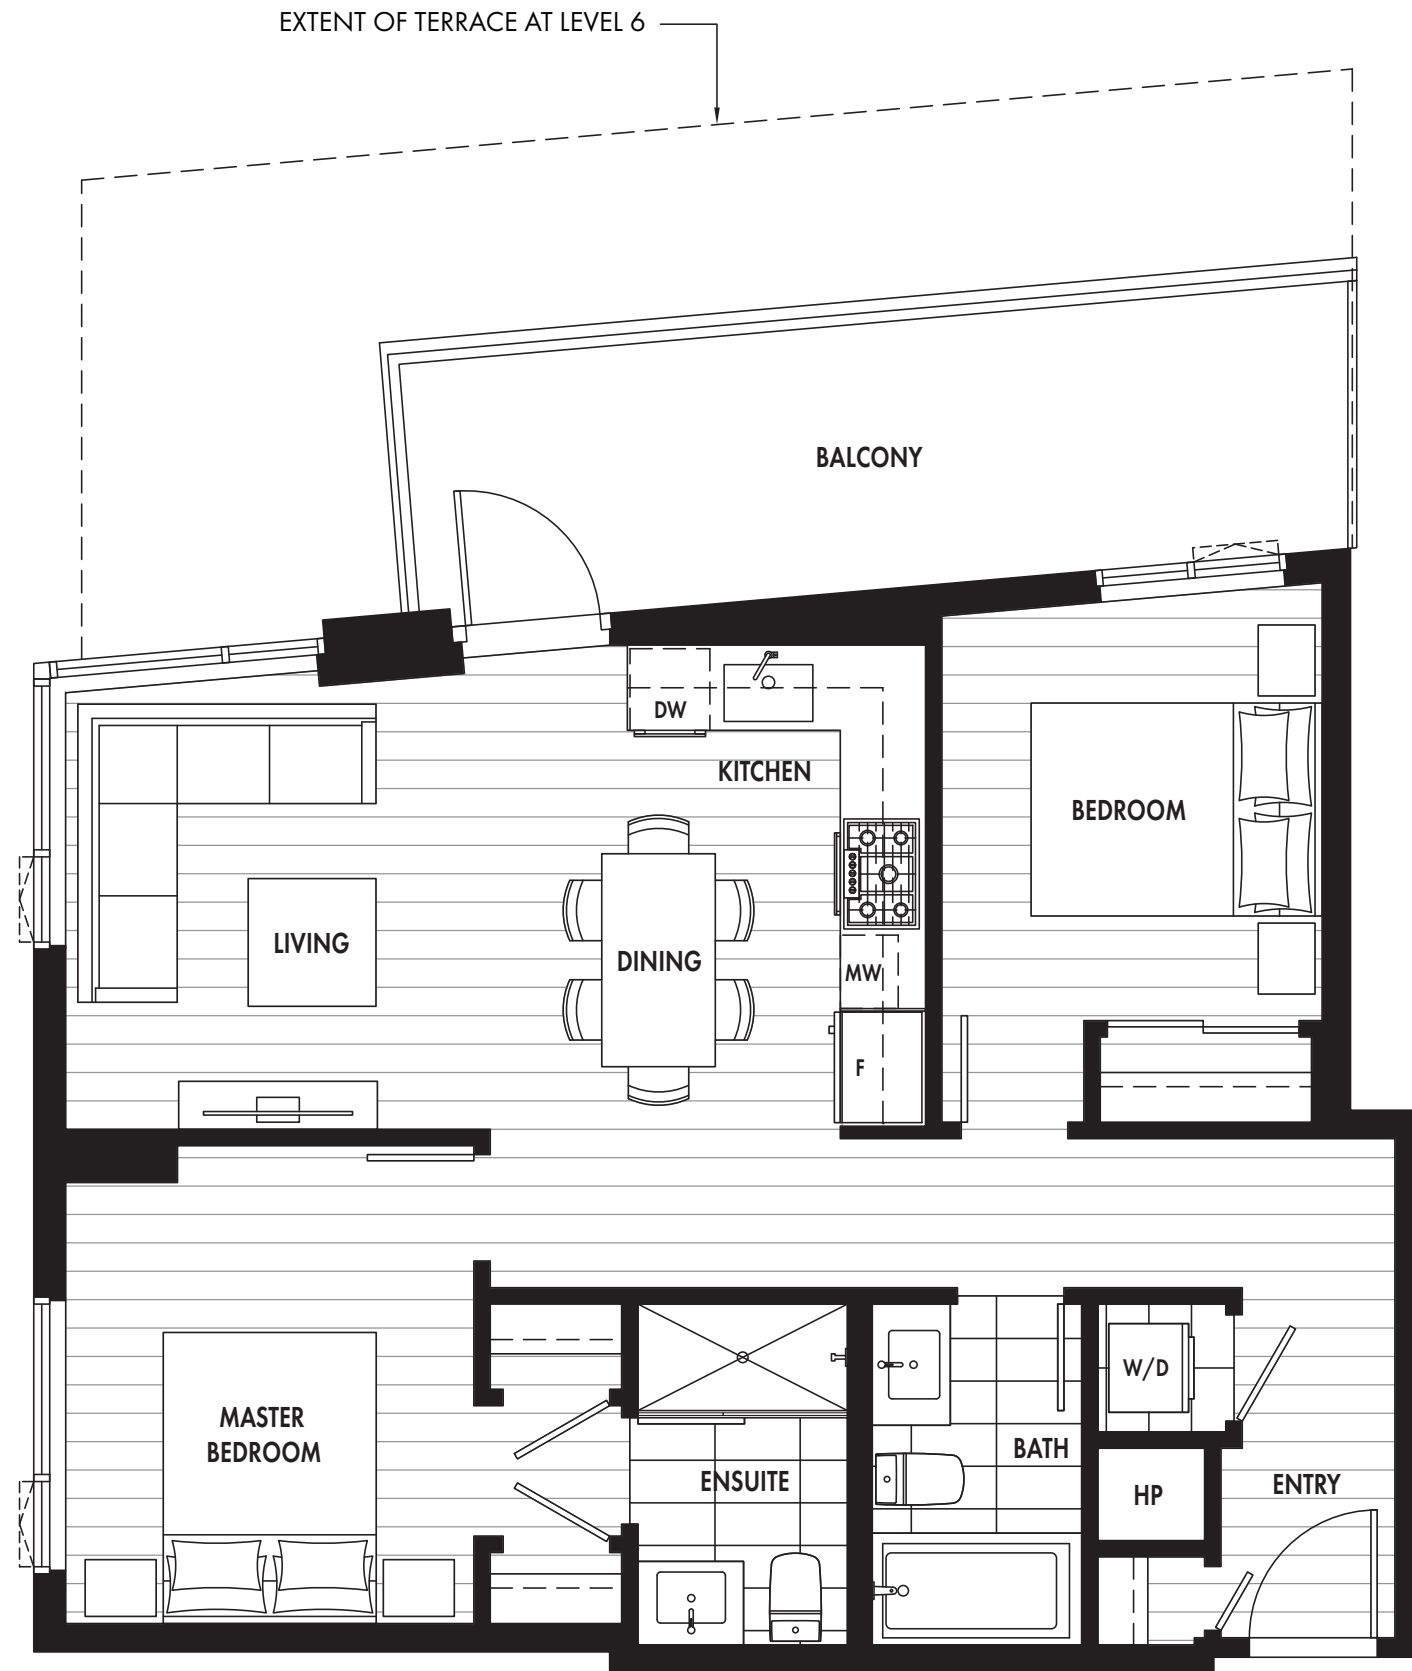 EXTENT OF TERRACE AT LEVEL 6
BALCONY
DW
KITCHEN
BEDROOM
LIVING
DINING
MW
F
MASTER
BEDROOM
ENSUITE
BATH
W/D
HP
ENTRY